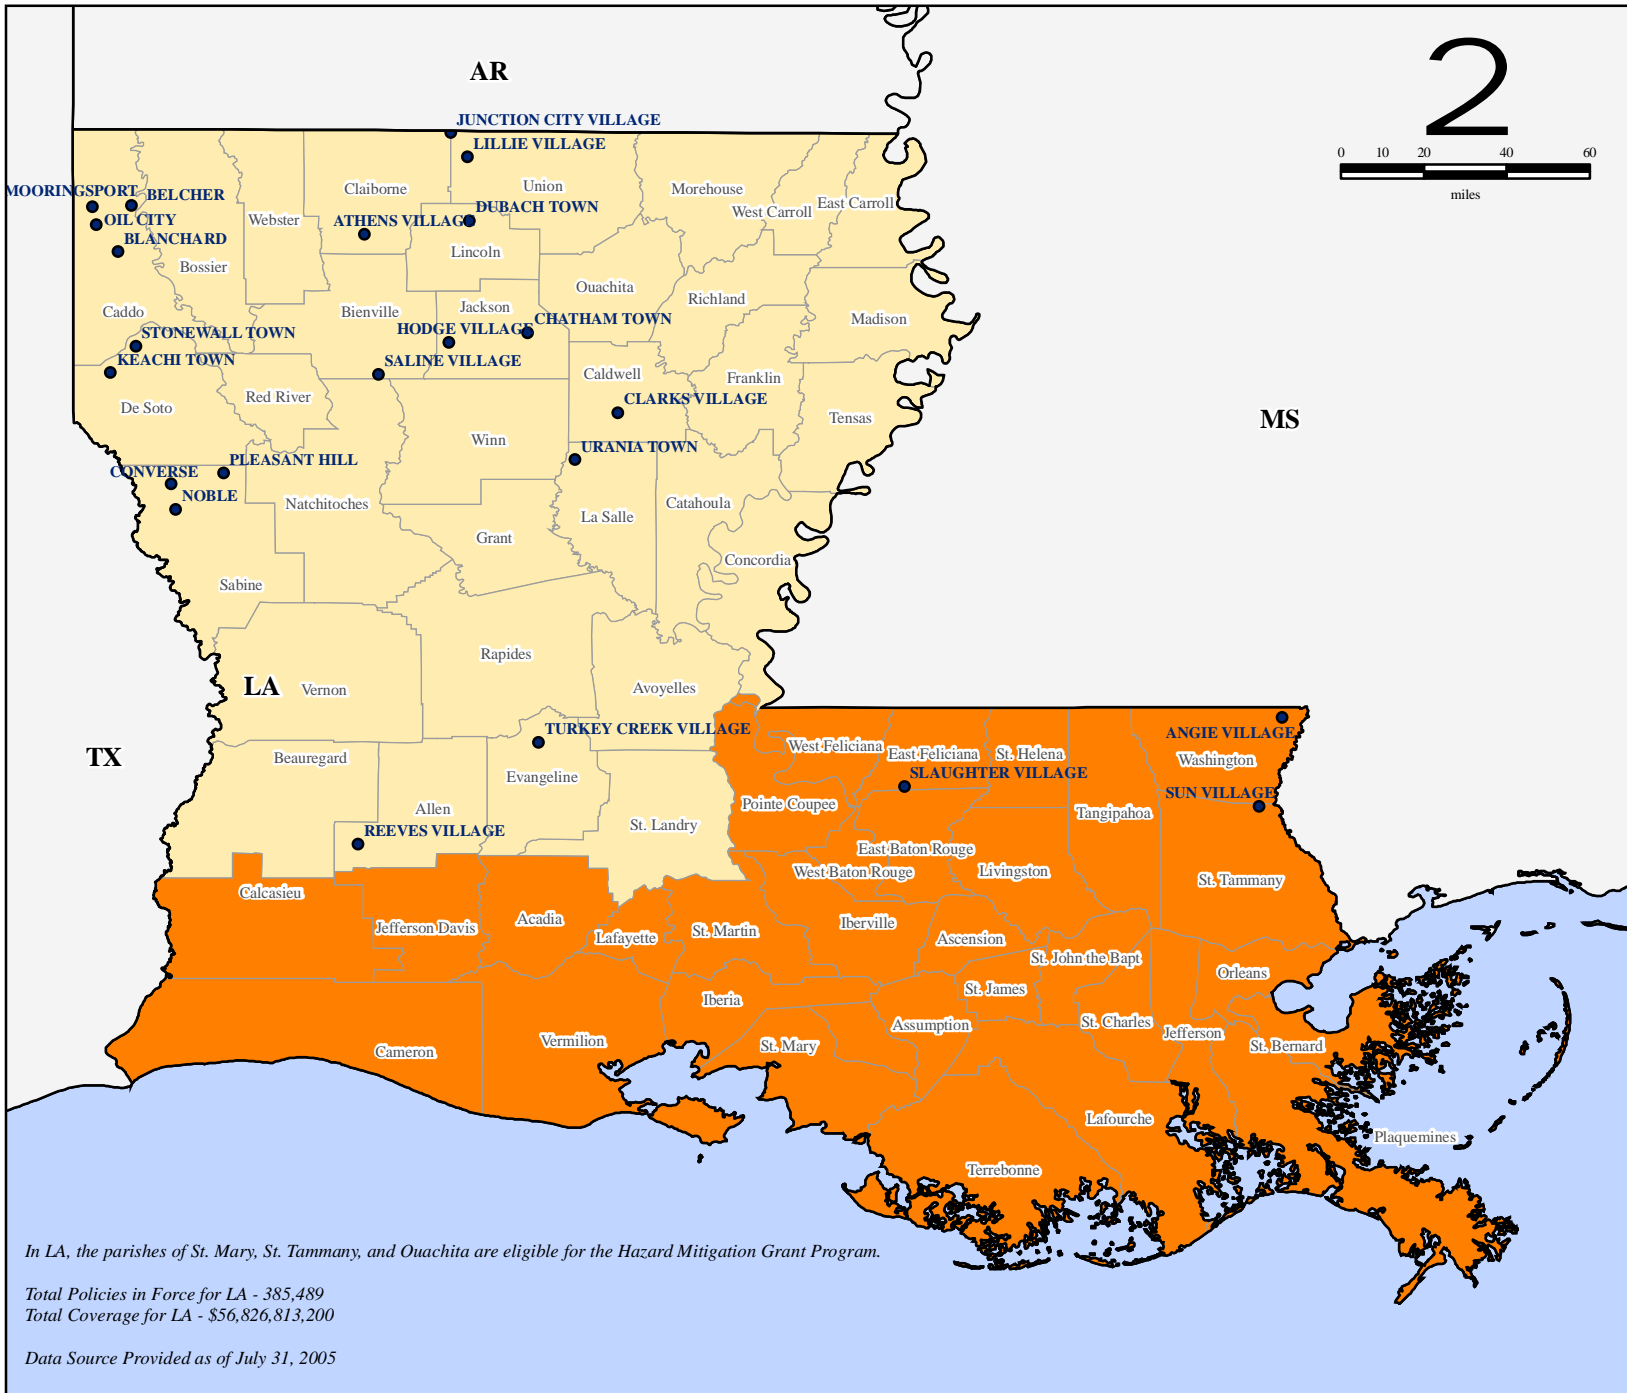 AR
2
0 10 20 40 60
miles
JUNCTION CITY VILLAGE
LILLIE VILLAGE
Claiborne
Union
Morehouse
West Carroll
East Carroll
MOORINGSPORT
BELCHER
OIL CITY
BLANCHARD
Webster
ATHENS VILLAGE
DUBACH TOWN
Lincoln
Bossier
Ouachita
Richland
Caddo
Bienville
Jackson
Madison
STONEWALL TOWN
HODGE VILLAGE
CHATHAM TOWN
KEACHI TOWN
SALINE VILLAGE
Caldwell
Franklin
De Soto
Red River
CLARKS VILLAGE
Tensas
MS
Winn
URANIA TOWN
CONVERSE
PLEASANT HILL
NOBLE
Natchitoches
La Salle
Catahoula
Grant
Concordia
Sabine
Rapides
LA
Vernon
Avoyelles
TX
TURKEY CREEK VILLAGE
Beauregard
Evangeline
West Feliciana
East Feliciana
St. Helena
ANGIE VILLAGE
Washington
SLAUGHTER VILLAGE
SUN VILLAGE
Allen
Pointe Coupee
Tangipahoa
REEVES VILLAGE
St. Landry
East Baton Rouge
West Baton Rouge
Livingston
St. Tammany
Calcasieu
Jefferson Davis
Acadia
Lafayette
St. Martin
Iberville
Ascension
St. John the Bapt
Orleans
Iberia
St. James
Assumption
St. Charles
Jefferson
St. Bernard
Cameron
Vermilion
St. Mary
Lafourche
Plaquemines
Terrebonne
In LA, the parishes of St. Mary, St. Tammany, and Ouachita are eligible for the Hazard Mitigation Grant Program.
Total Policies in Force for LA - 385,489
Total Coverage for LA - $56,826,813,200
Data Source Provided as of July 31, 2005